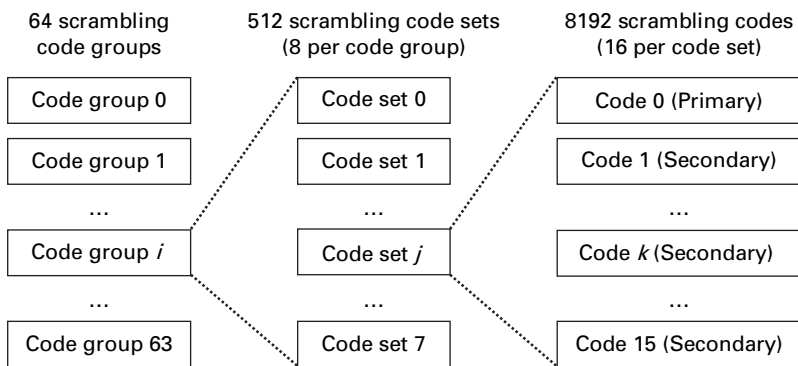 64 scrambling
code groups
512 scrambling code sets
(8 per code group)
8192 scrambling codes
(16 per code set)
Code group 0
Code set 0
Code 0 (Primary)
Code group 1
Code set 1
Code 1 (Secondary)
...
...
...
Code group i
Code set j
Code k (Secondary)
...
...
...
Code group 63
Code set 7
Code 15 (Secondary)